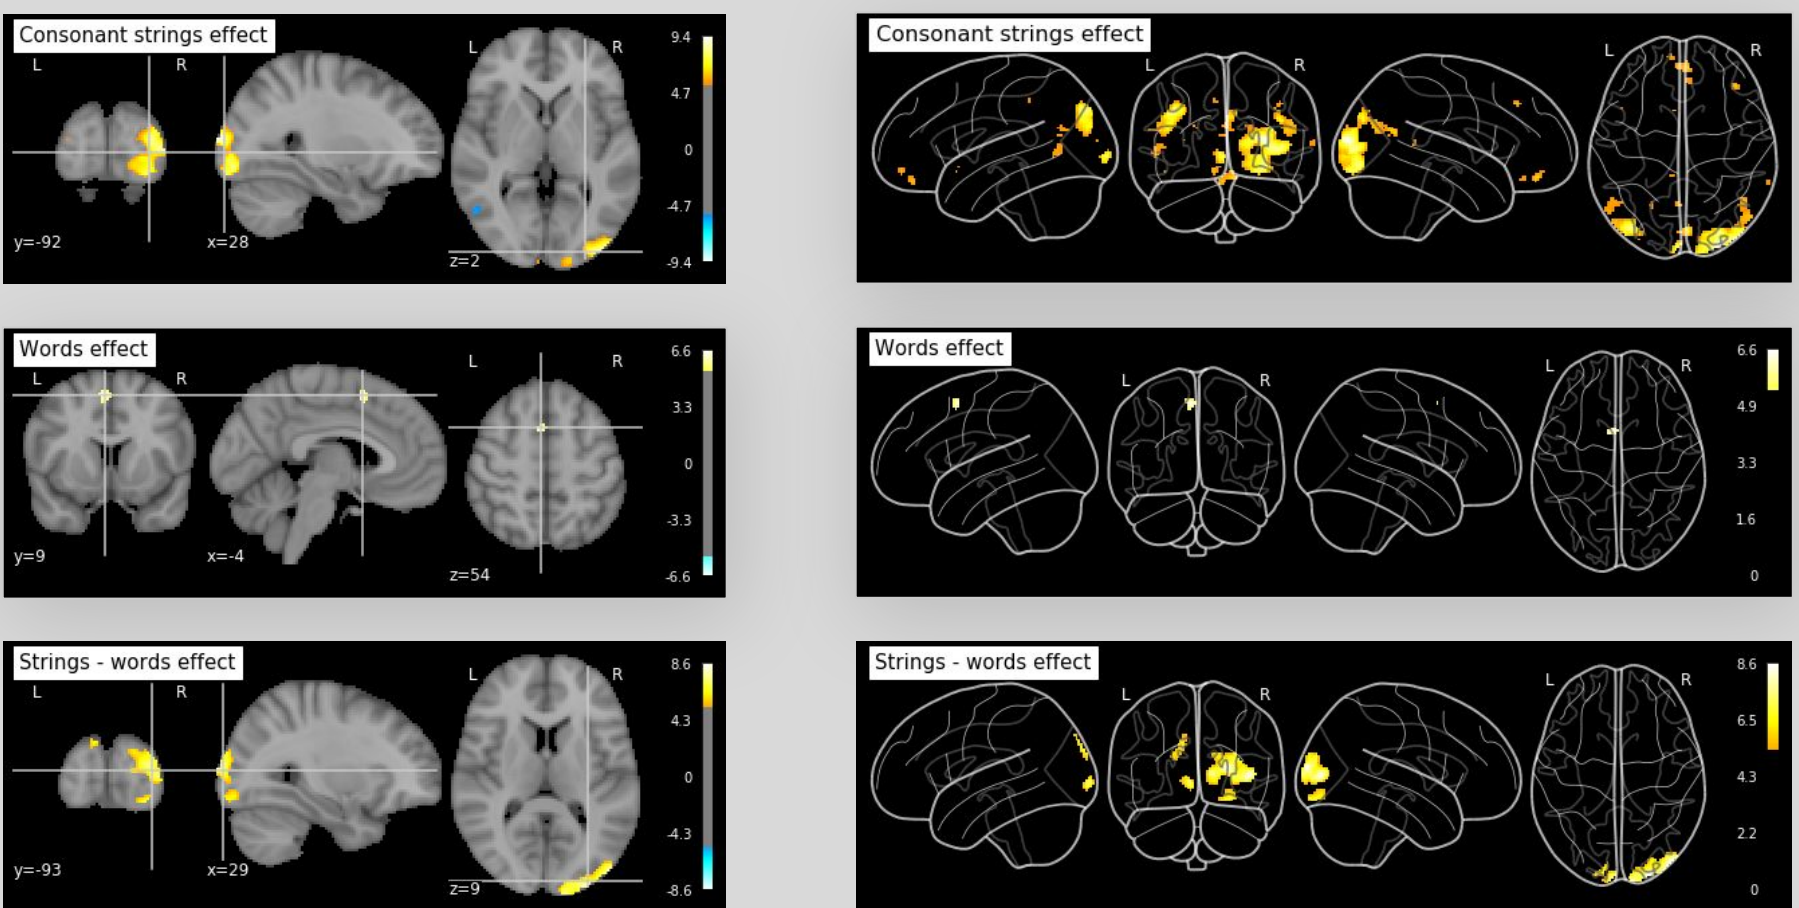 Consonant strings effect
L
R
L
R
9.4
4.7
0
-4.7
-9.4
y=-92
x=28
z=2
Consonant strings effect
L
R
L
R
Words effect
L
R
L
R
6.6
3.3
0
-3.3
-6.6
y=9
x=-4
z=54
Words effect
L
R
L
R
6.6
4.9
3.3
1.6
0
Strings - words effect
L
R
L
R
8.6
4.3
0
-4.3
-8.6
y=-93
x=29
z=9
Strings - words effect
L
R
L
R
8.6
6.5
4.3
2.2
0